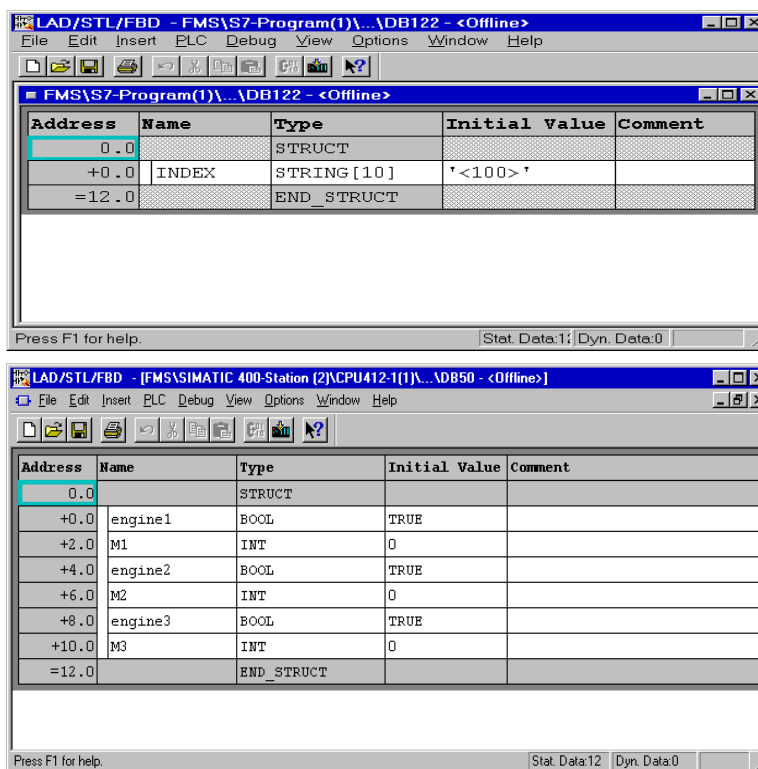 LAD/STL/FBD - FMS\S7-Program(1)\...\DB122 - <Offline>
File Edit Insert PLC Debug View Options Window Help
FMS\S7-Program(1)\...\DB122 - <Offline>
Address Name Type Initial Value Comment
0.0 STRUCT
+0.0 INDEX STRING[10] '<100>'
=12.0 END_STRUCT
Press F1 for help. Stat. Data:12 Dyn. Data:0
LAD/STL/FBD - [FMS\SIMATIC 400-Station (2)\CPU412-1(1)\...\DB50 - <Offline>]
File Edit Insert PLC Debug View Options Window Help
Address Name Type Initial Value Comment
0.0 STRUCT
+0.0 engine1 BOOL TRUE
+2.0 M1 INT 0
+4.0 engine2 BOOL TRUE
+6.0 M2 INT 0
+8.0 engine3 BOOL TRUE
+10.0 M3 INT 0
=12.0 END_STRUCT
Press F1 for help. Stat. Data:12 Dyn. Data:0